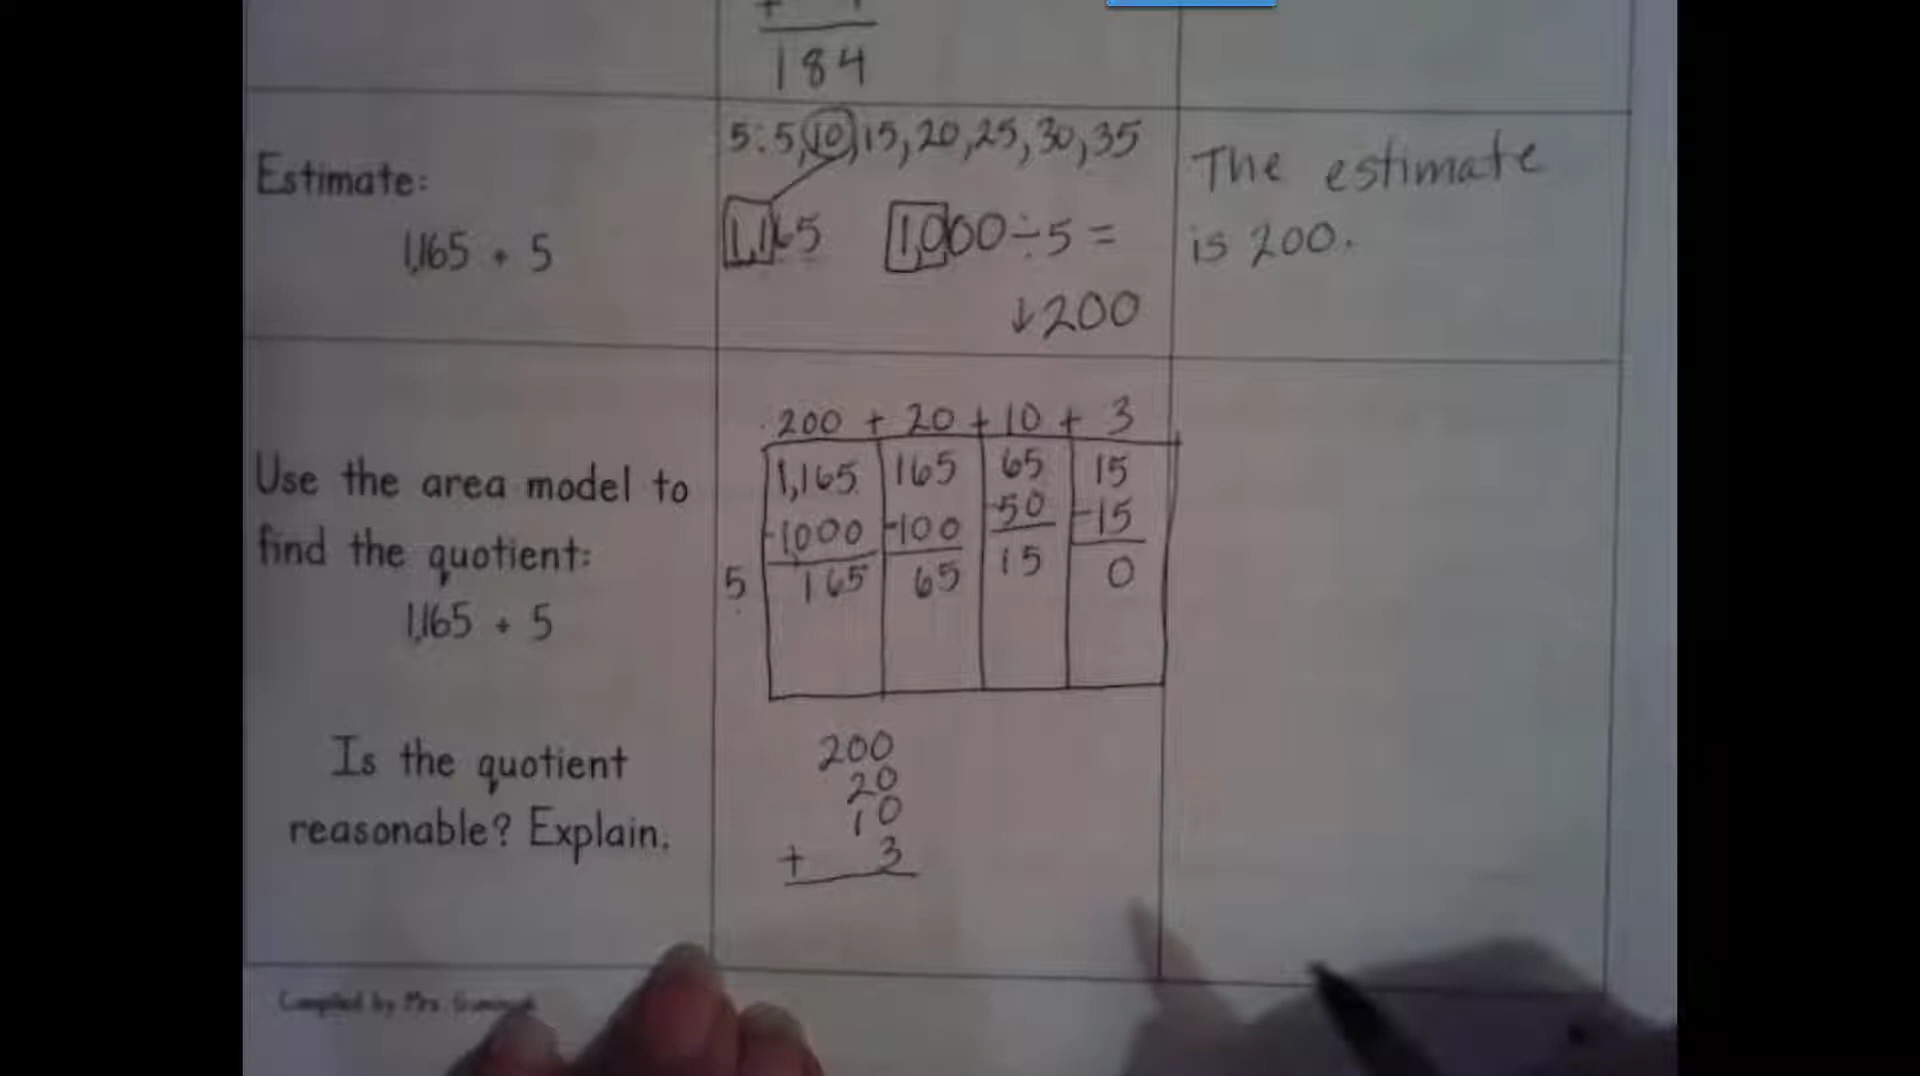 184
Estimate:
1,165 ÷ 5
5:5,10,15,20,25,30,35
1,165
1,000÷5 =
↓200
The estimate
is 200.
Use the area model to
find the quotient:
1,165 ÷ 5
200 + 20 + 10 + 3
1,165 165 65 15
-1000 -100 -50 -15
165 65 15 0
5
Is the quotient
reasonable? Explain.
200
20
10
+ 3
Compiled by Mrs.